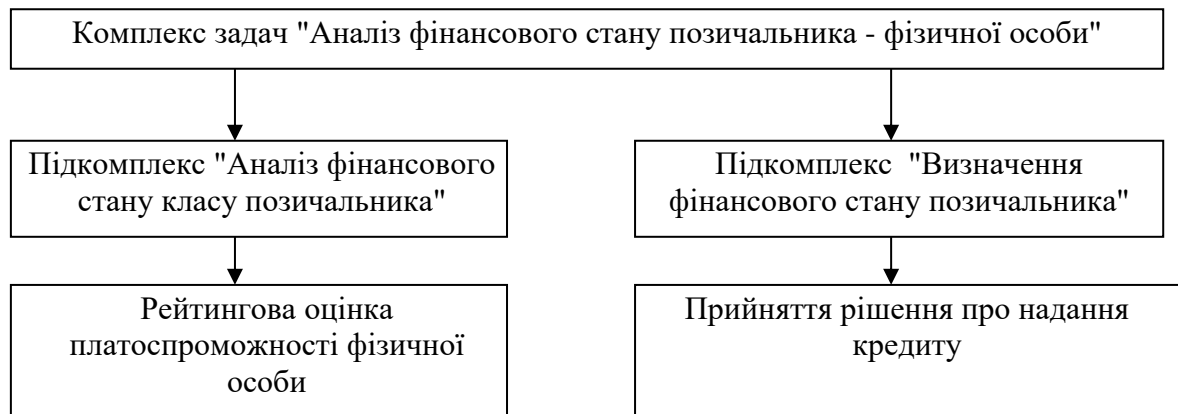 Комплекс задач "Аналіз фінансового стану позичальника - фізичної особи"
Підкомплекс "Аналіз фінансового
стану класу позичальника"
Підкомплекс  "Визначення
фінансового стану позичальника"
Рейтингова оцінка
платоспроможності фізичної
особи
Прийняття рішення про надання
кредиту